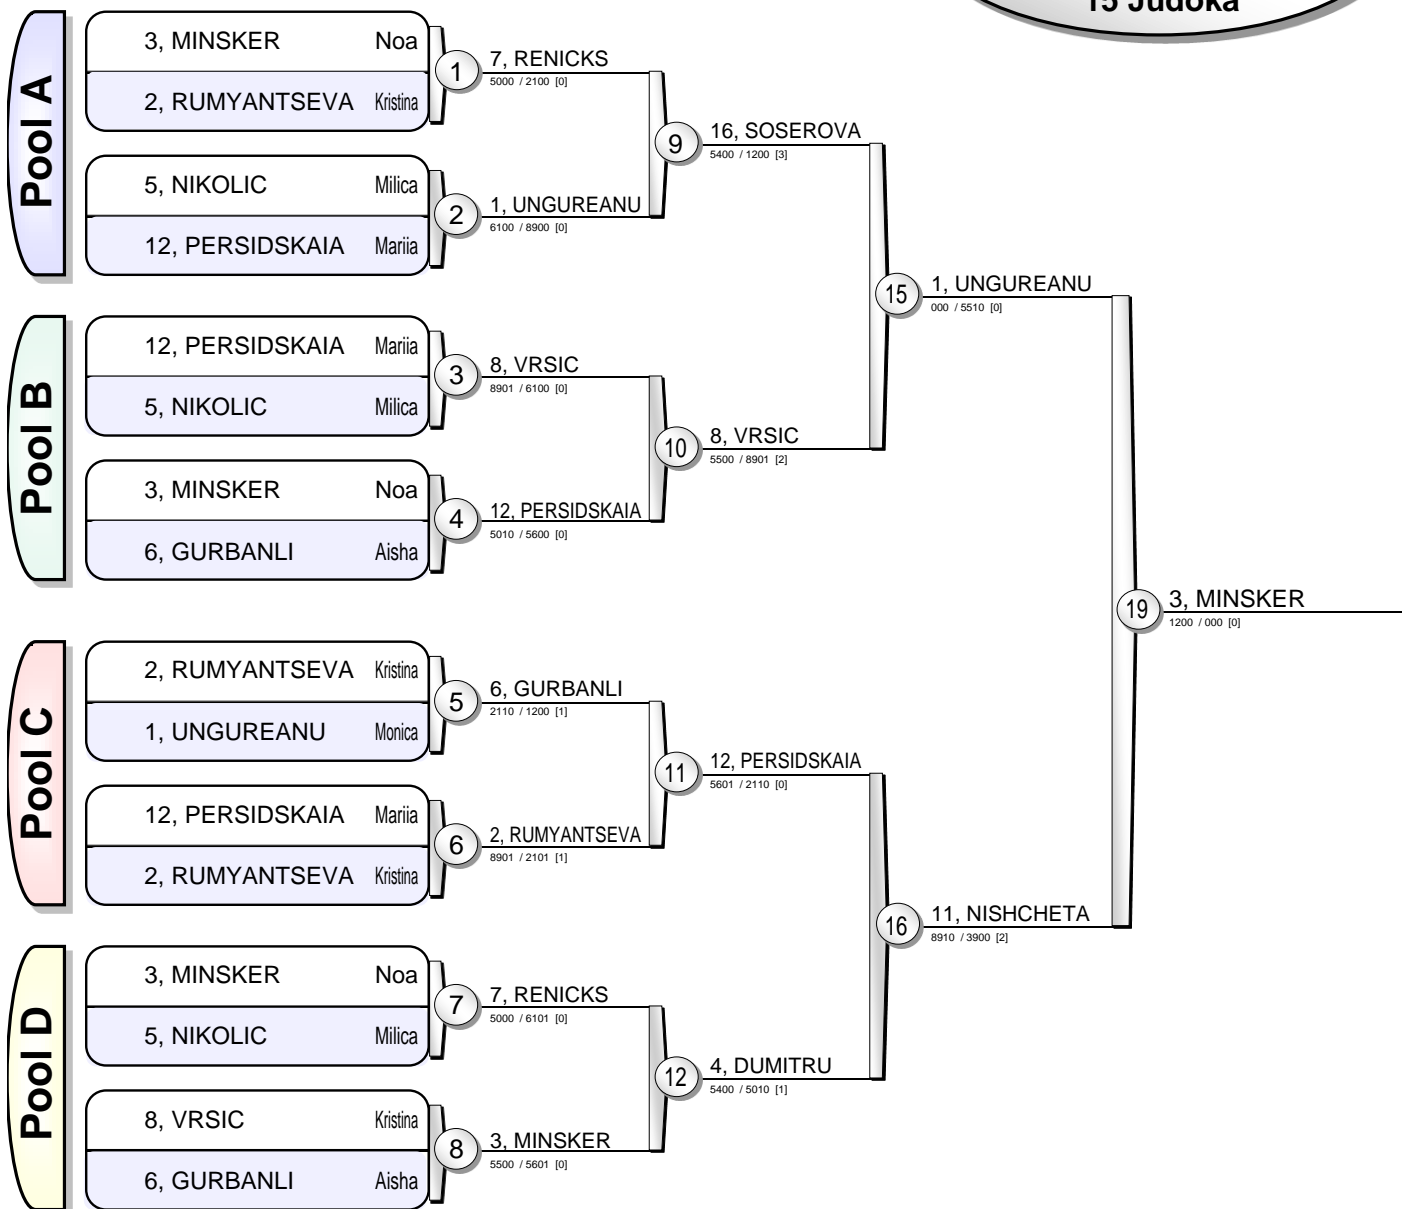 15 Judoka
Pool A
3, MINSKER Noa
2, RUMYANTSEVA Kristina
5, NIKOLIC Milica
12, PERSIDSKAIA Mariia
1
7, RENICKS
5000 / 2100 [0]
2
1, UNGUREANU
6100 / 8900 [0]
9
16, SOSEROVA
5400 / 1200 [3]
Pool B
12, PERSIDSKAIA Mariia
5, NIKOLIC Milica
3, MINSKER Noa
6, GURBANLI Aisha
3
8, VRSIC
8901 / 6100 [0]
4
12, PERSIDSKAIA
5010 / 5600 [0]
10
8, VRSIC
5500 / 8901 [2]
15
1, UNGUREANU
000 / 5510 [0]
Pool C
2, RUMYANTSEVA Kristina
1, UNGUREANU Monica
12, PERSIDSKAIA Mariia
2, RUMYANTSEVA Kristina
5
6, GURBANLI
2110 / 1200 [1]
6
2, RUMYANTSEVA
8901 / 2101 [1]
11
12, PERSIDSKAIA
5601 / 2110 [0]
Pool D
3, MINSKER Noa
5, NIKOLIC Milica
8, VRSIC Kristina
6, GURBANLI Aisha
7
7, RENICKS
5000 / 6101 [0]
8
3, MINSKER
5500 / 5601 [0]
12
4, DUMITRU
5400 / 5010 [1]
16
11, NISHCHETA
8910 / 3900 [2]
19
3, MINSKER
1200 / 000 [0]